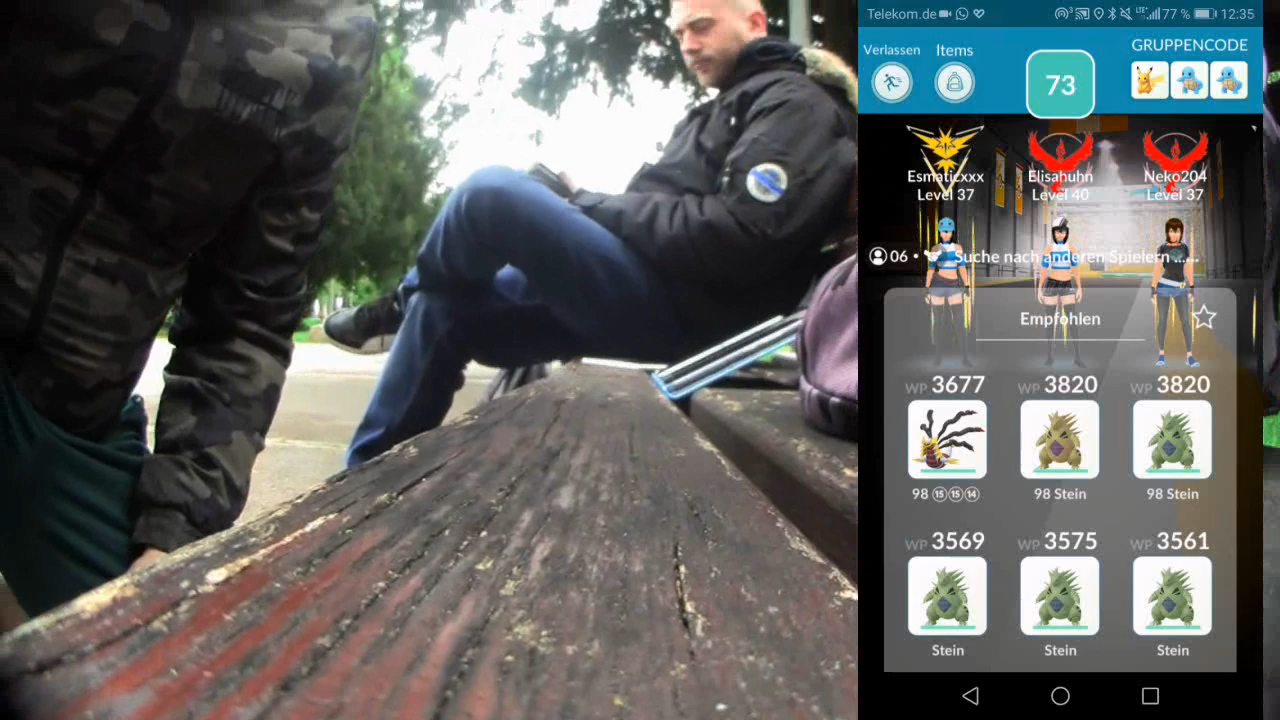 Telekom.de
77 % 12:35
Verlassen
Items
73
GRUPPENCODE
Esmaticxxx
Level 37
Elisahuhn
Level 40
Neko204
Level 37
06 • Suche nach anderen Spielern ......
Empfohlen
WP 3677
WP 3820
WP 3820
98 15 15 14
98 Stein
98 Stein
WP 3569
WP 3575
WP 3561
Stein
Stein
Stein